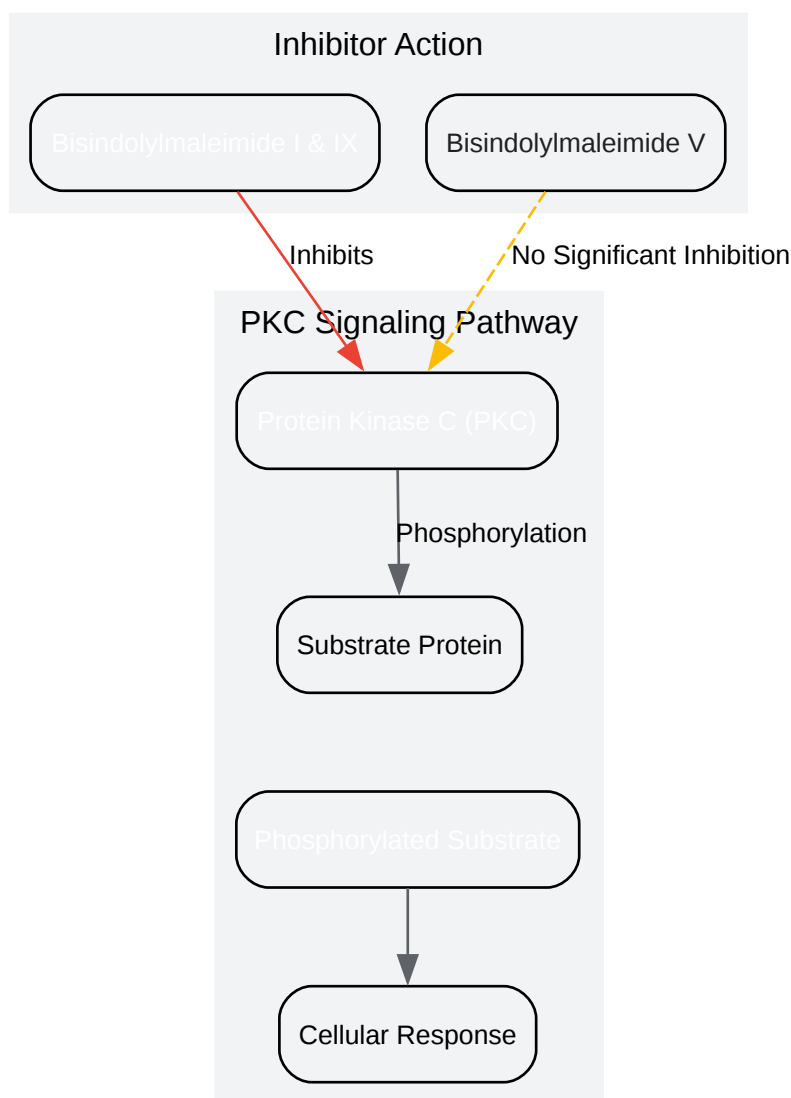 Inhibitor Action
Bisindolylmaleimide I & IX
Bisindolylmaleimide V
Inhibits
No Significant Inhibition
PKC Signaling Pathway
Protein Kinase C (PKC)
Phosphorylation
Substrate Protein
Phosphorylated Substrate
Cellular Response